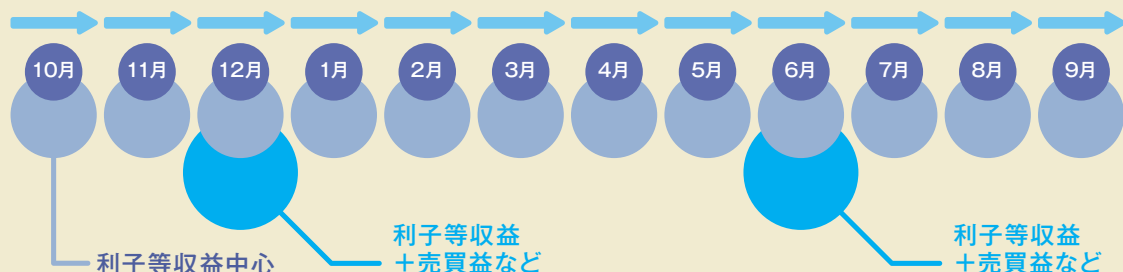 10月
11月
12月
1月
2月
3月
4月
5月
6月
7月
8月
9月
利子等収益中心
利子等収益
＋売買益など
利子等収益
＋売買益など